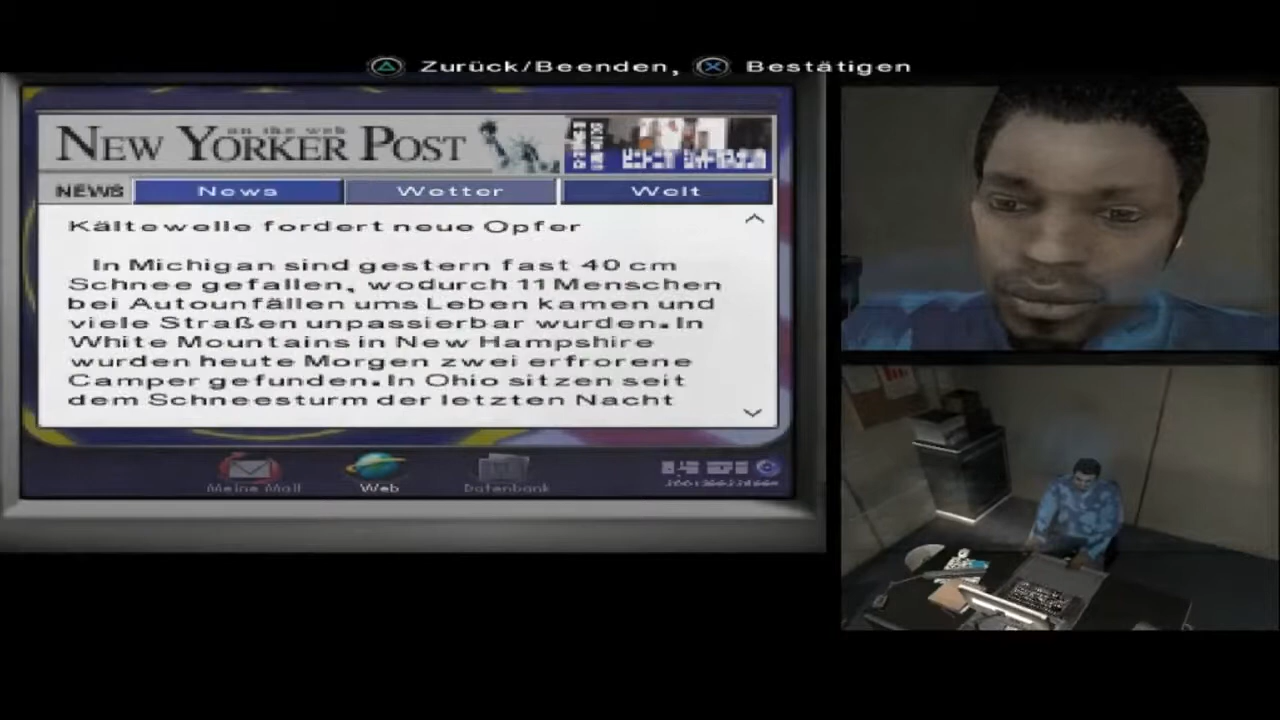 Zurück/Beenden, Bestätigen
on the web
NEW YORKER POST
NEWS News Wetter Welt
Kältewelle fordert neue Opfer
In Michigan sind gestern fast 40 cm
Schnee gefallen, wodurch 11 Menschen
bei Autounfällen ums Leben kamen und
viele Straßen unpassierbar wurden. In
White Mountains in New Hampshire
wurden heute Morgen zwei erfrorene
Camper gefunden. In Ohio sitzen seit
dem Schneesturm der letzten Nacht
Meine Mail Web Datenbank